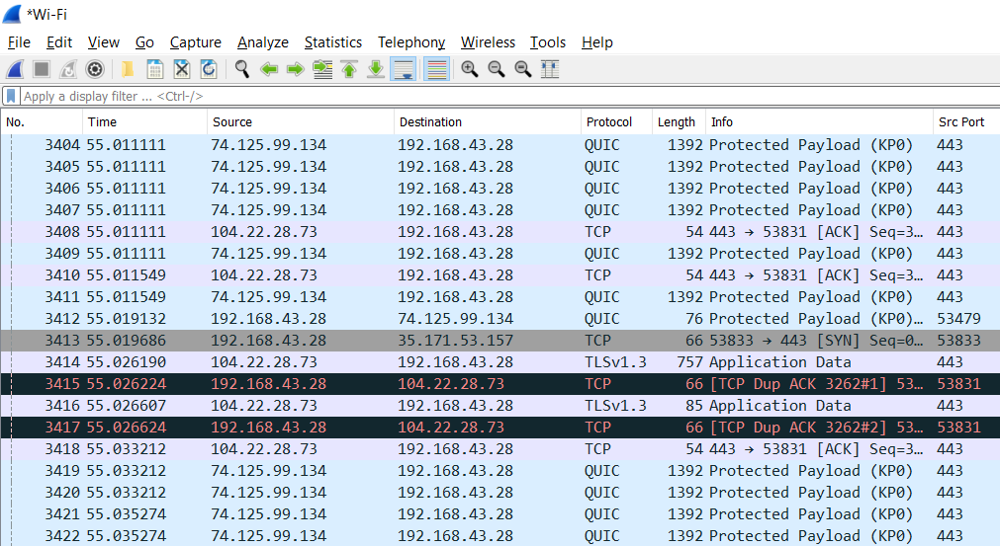 *Wi-Fi
File Edit View Go Capture Analyze Statistics Telephony Wireless Tools Help
Apply a display filter ... <Ctrl-/>
No. Time Source Destination Protocol Length Info Src Port
3404 55.011111 74.125.99.134 192.168.43.28 QUIC 1392 Protected Payload (KP0) 443
3405 55.011111 74.125.99.134 192.168.43.28 QUIC 1392 Protected Payload (KP0) 443
3406 55.011111 74.125.99.134 192.168.43.28 QUIC 1392 Protected Payload (KP0) 443
3407 55.011111 74.125.99.134 192.168.43.28 QUIC 1392 Protected Payload (KP0) 443
3408 55.011111 104.22.28.73 192.168.43.28 TCP 54 443 → 53831 [ACK] Seq=3… 443
3409 55.011111 74.125.99.134 192.168.43.28 QUIC 1392 Protected Payload (KP0) 443
3410 55.011549 104.22.28.73 192.168.43.28 TCP 54 443 → 53831 [ACK] Seq=3… 443
3411 55.011549 74.125.99.134 192.168.43.28 QUIC 1392 Protected Payload (KP0) 443
3412 55.019132 192.168.43.28 74.125.99.134 QUIC 76 Protected Payload (KP0)… 53479
3413 55.019686 192.168.43.28 35.171.53.157 TCP 66 53833 → 443 [SYN] Seq=0… 53833
3414 55.026190 104.22.28.73 192.168.43.28 TLSv1.3 757 Application Data 443
3415 55.026224 192.168.43.28 104.22.28.73 TCP 66 [TCP Dup ACK 3262#1] 53… 53831
3416 55.026607 104.22.28.73 192.168.43.28 TLSv1.3 85 Application Data 443
3417 55.026624 192.168.43.28 104.22.28.73 TCP 66 [TCP Dup ACK 3262#2] 53… 53831
3418 55.033212 104.22.28.73 192.168.43.28 TCP 54 443 → 53831 [ACK] Seq=3… 443
3419 55.033212 74.125.99.134 192.168.43.28 QUIC 1392 Protected Payload (KP0) 443
3420 55.033212 74.125.99.134 192.168.43.28 QUIC 1392 Protected Payload (KP0) 443
3421 55.035274 74.125.99.134 192.168.43.28 QUIC 1392 Protected Payload (KP0) 443
3422 55.035274 74.125.99.134 192.168.43.28 QUIC 1392 Protected Payload (KP0) 443